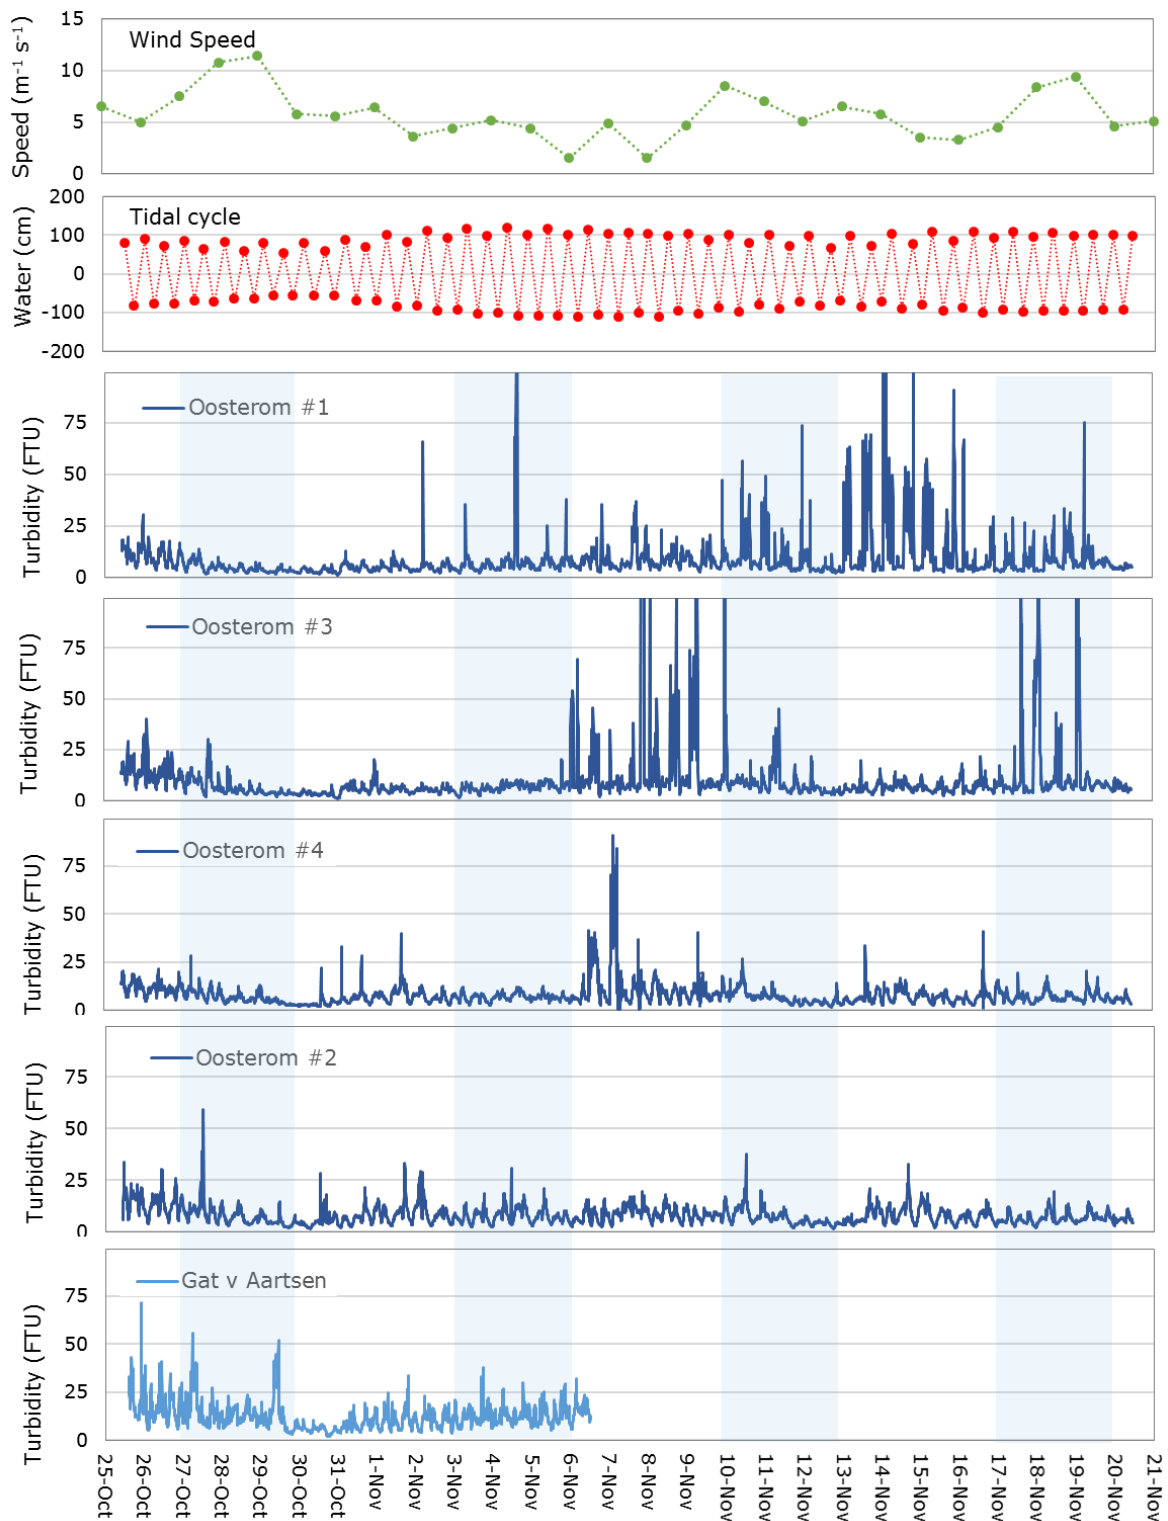 Wind Speed
Speed (m⁻¹ s⁻¹)
15
10
5
0
Tidal cycle
Water (cm)
200
100
0
-100
-200
Oosterom #1
Turbidity (FTU)
75
50
25
0
Oosterom #3
Turbidity (FTU)
75
50
25
0
Oosterom #4
Turbidity (FTU)
75
50
25
0
Oosterom #2
Turbidity (FTU)
75
50
25
0
Gat v Aartsen
Turbidity (FTU)
75
50
25
0
25-Oct
26-Oct
27-Oct
28-Oct
29-Oct
30-Oct
31-Oct
1-Nov
2-Nov
3-Nov
4-Nov
5-Nov
6-Nov
7-Nov
8-Nov
9-Nov
10-Nov
11-Nov
12-Nov
13-Nov
14-Nov
15-Nov
16-Nov
17-Nov
18-Nov
19-Nov
20-Nov
21-Nov